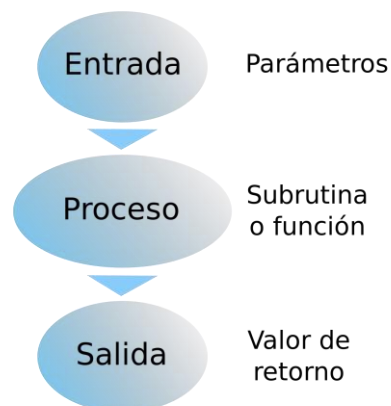 Entrada
Parámetros
Proceso
Subrutina
o función
Salida
Valor de
retorno